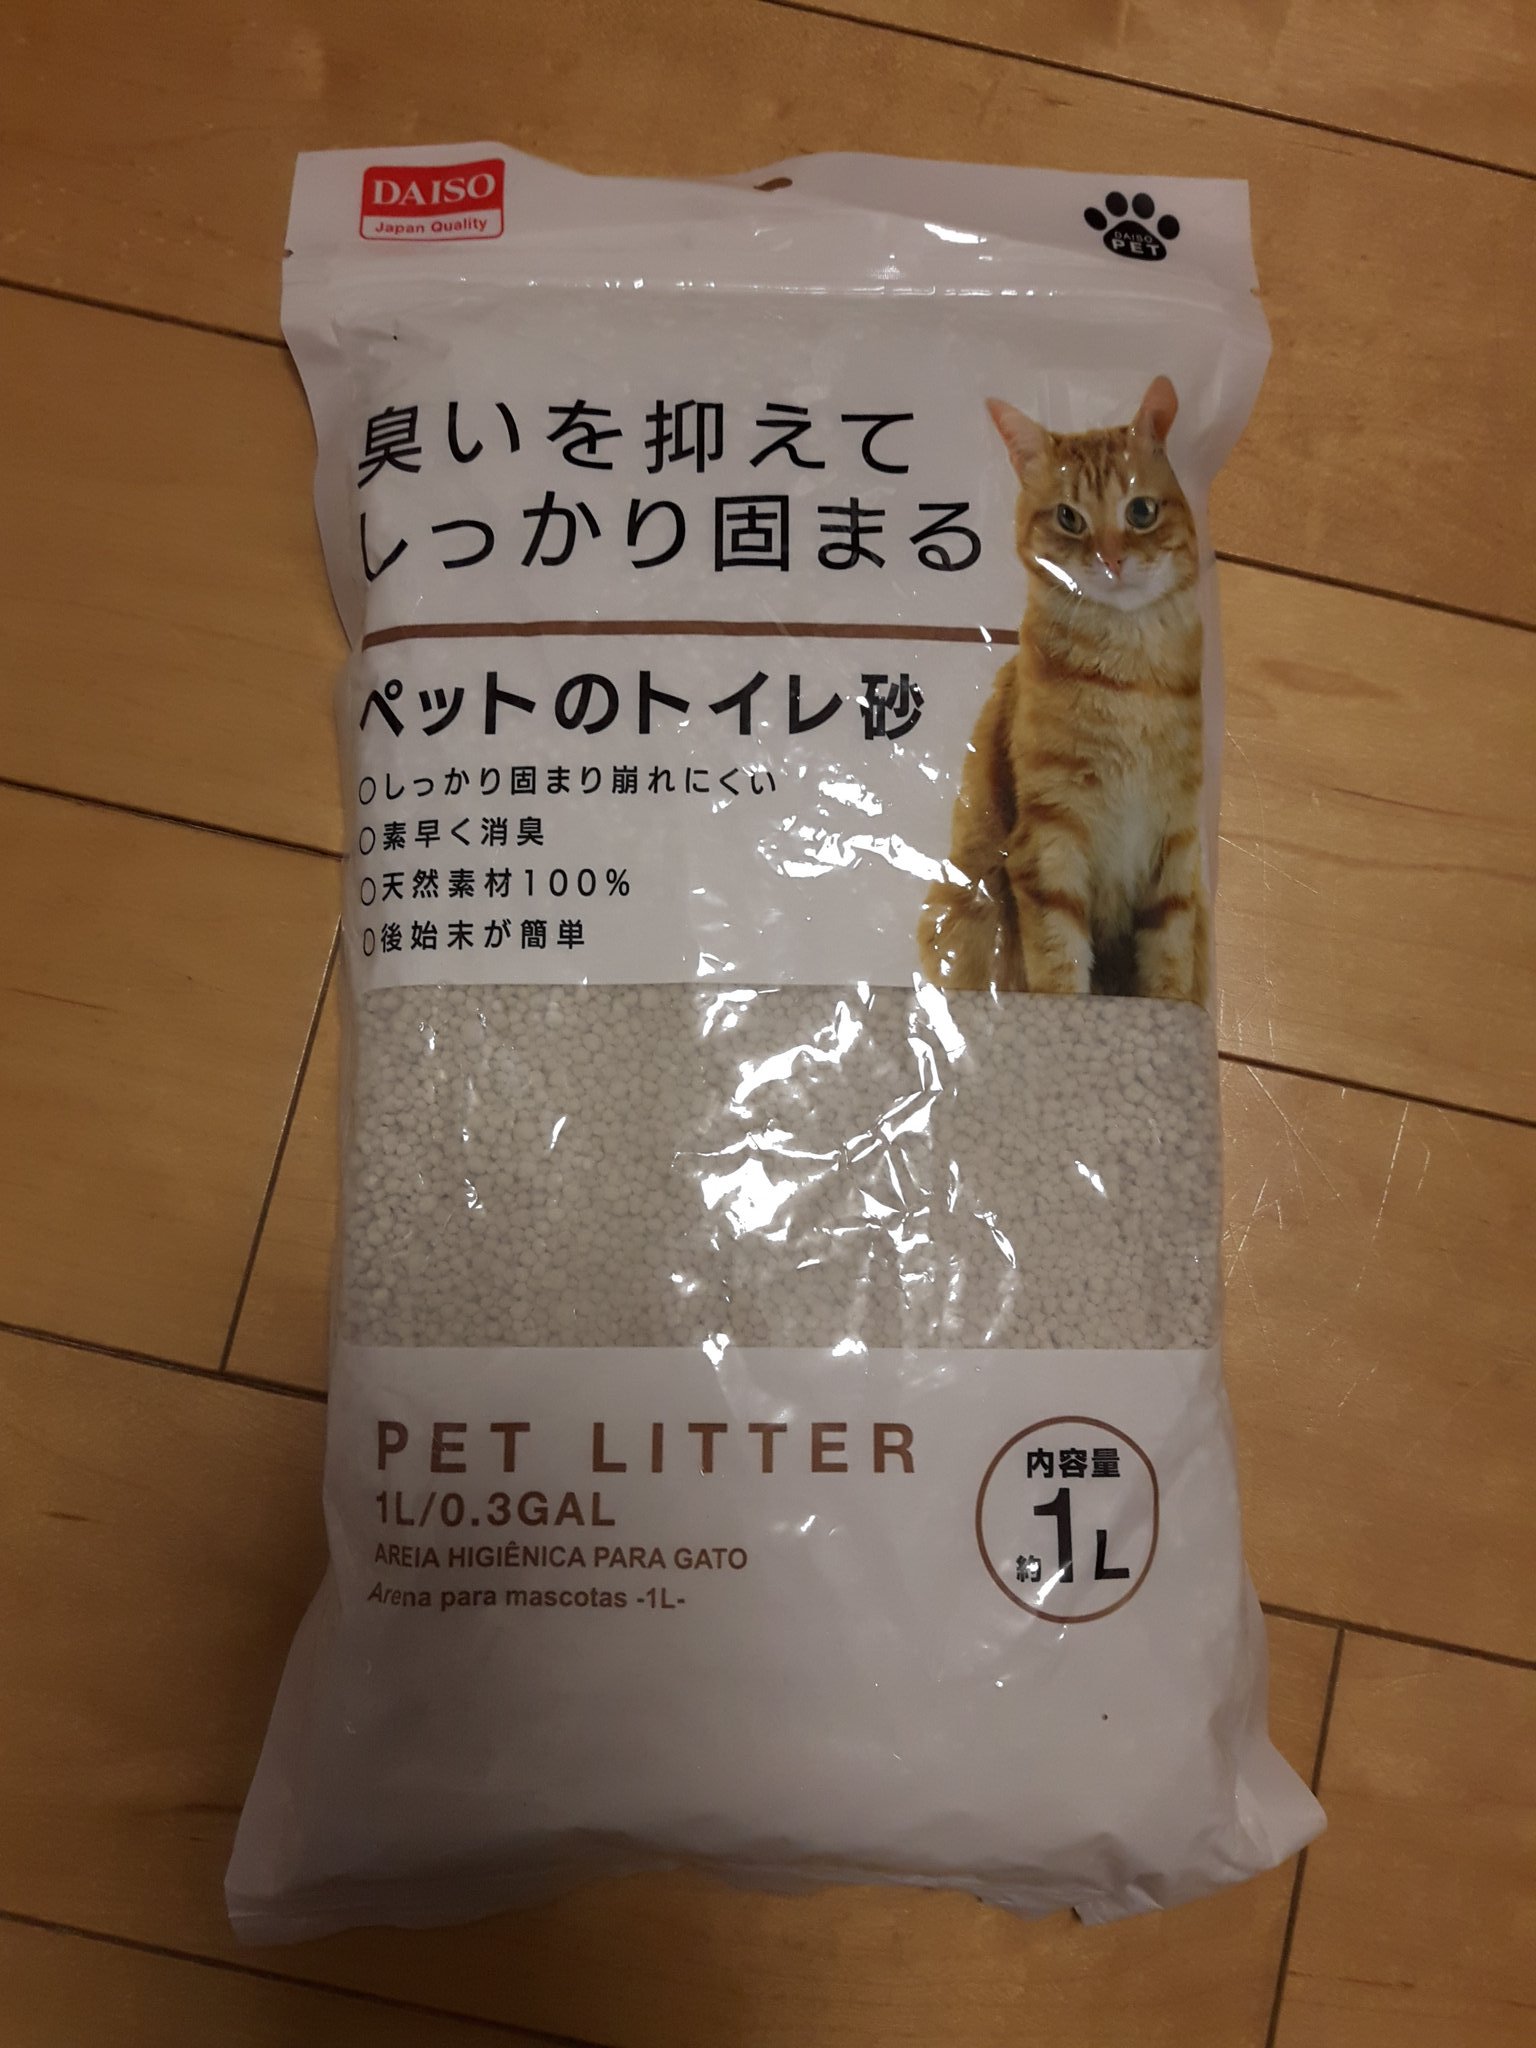 DAISO
Japan Quality
DAISO
PET
臭いを抑えて
しっかり固まる
ペットのトイレ砂
○しっかり固まり崩れにくい
○素早く消臭
○天然素材100%
○後始末が簡単
PET LITTER
1L/0.3GAL
AREIA HIGIÊNICA PARA GATO
Arena para mascotas -1L-
内容量
約1L